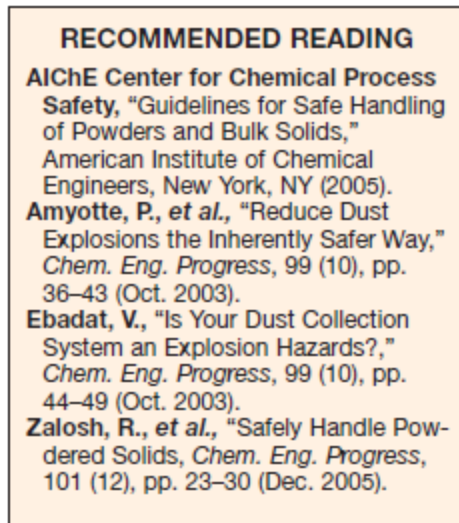 RECOMMENDED READING
AIChE Center for Chemical Process
Safety, “Guidelines for Safe Handling
of Powders and Bulk Solids,”
American Institute of Chemical
Engineers, New York, NY (2005).
Amyotte, P., et al., “Reduce Dust
Explosions the Inherently Safer Way,”
Chem. Eng. Progress, 99 (10), pp.
36–43 (Oct. 2003).
Ebadat, V., “Is Your Dust Collection
System an Explosion Hazards?,”
Chem. Eng. Progress, 99 (10), pp.
44–49 (Oct. 2003).
Zalosh, R., et al., “Safely Handle Pow-
dered Solids, Chem. Eng. Progress,
101 (12), pp. 23–30 (Dec. 2005).